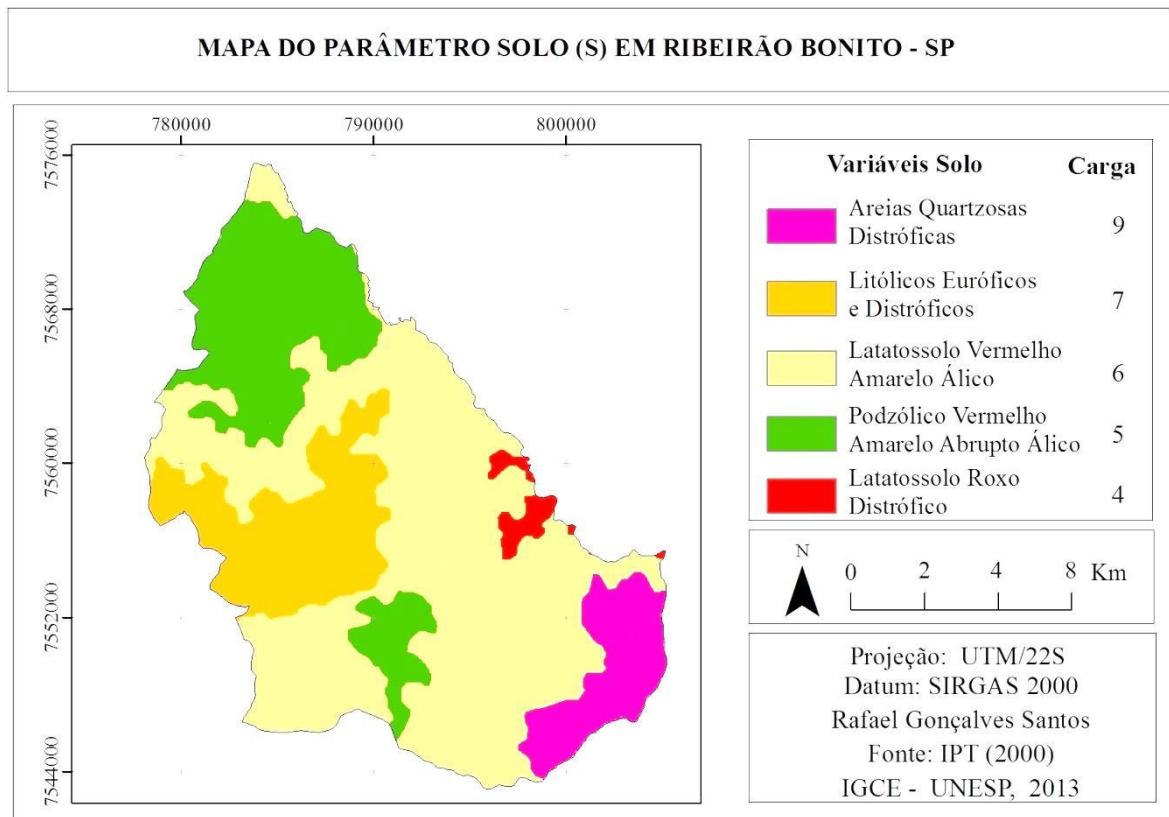 MAPA DO PARÂMETRO SOLO (S) EM RIBEIRÃO BONITO - SP
780000 790000 800000
7576000
7568000
7560000
7552000
7544000
Variáveis Solo Carga
Areias Quartzosas
Distróficas 9
Litólicos Euróficos
e Distróficos 7
Latatossolo Vermelho
Amarelo Álico 6
Podzólico Vermelho
Amarelo Abrupto Álico 5
Latatossolo Roxo
Distrófico 4
N
0 2 4 8 Km
Projeção: UTM/22S
Datum: SIRGAS 2000
Rafael Gonçalves Santos
Fonte: IPT (2000)
IGCE - UNESP, 2013